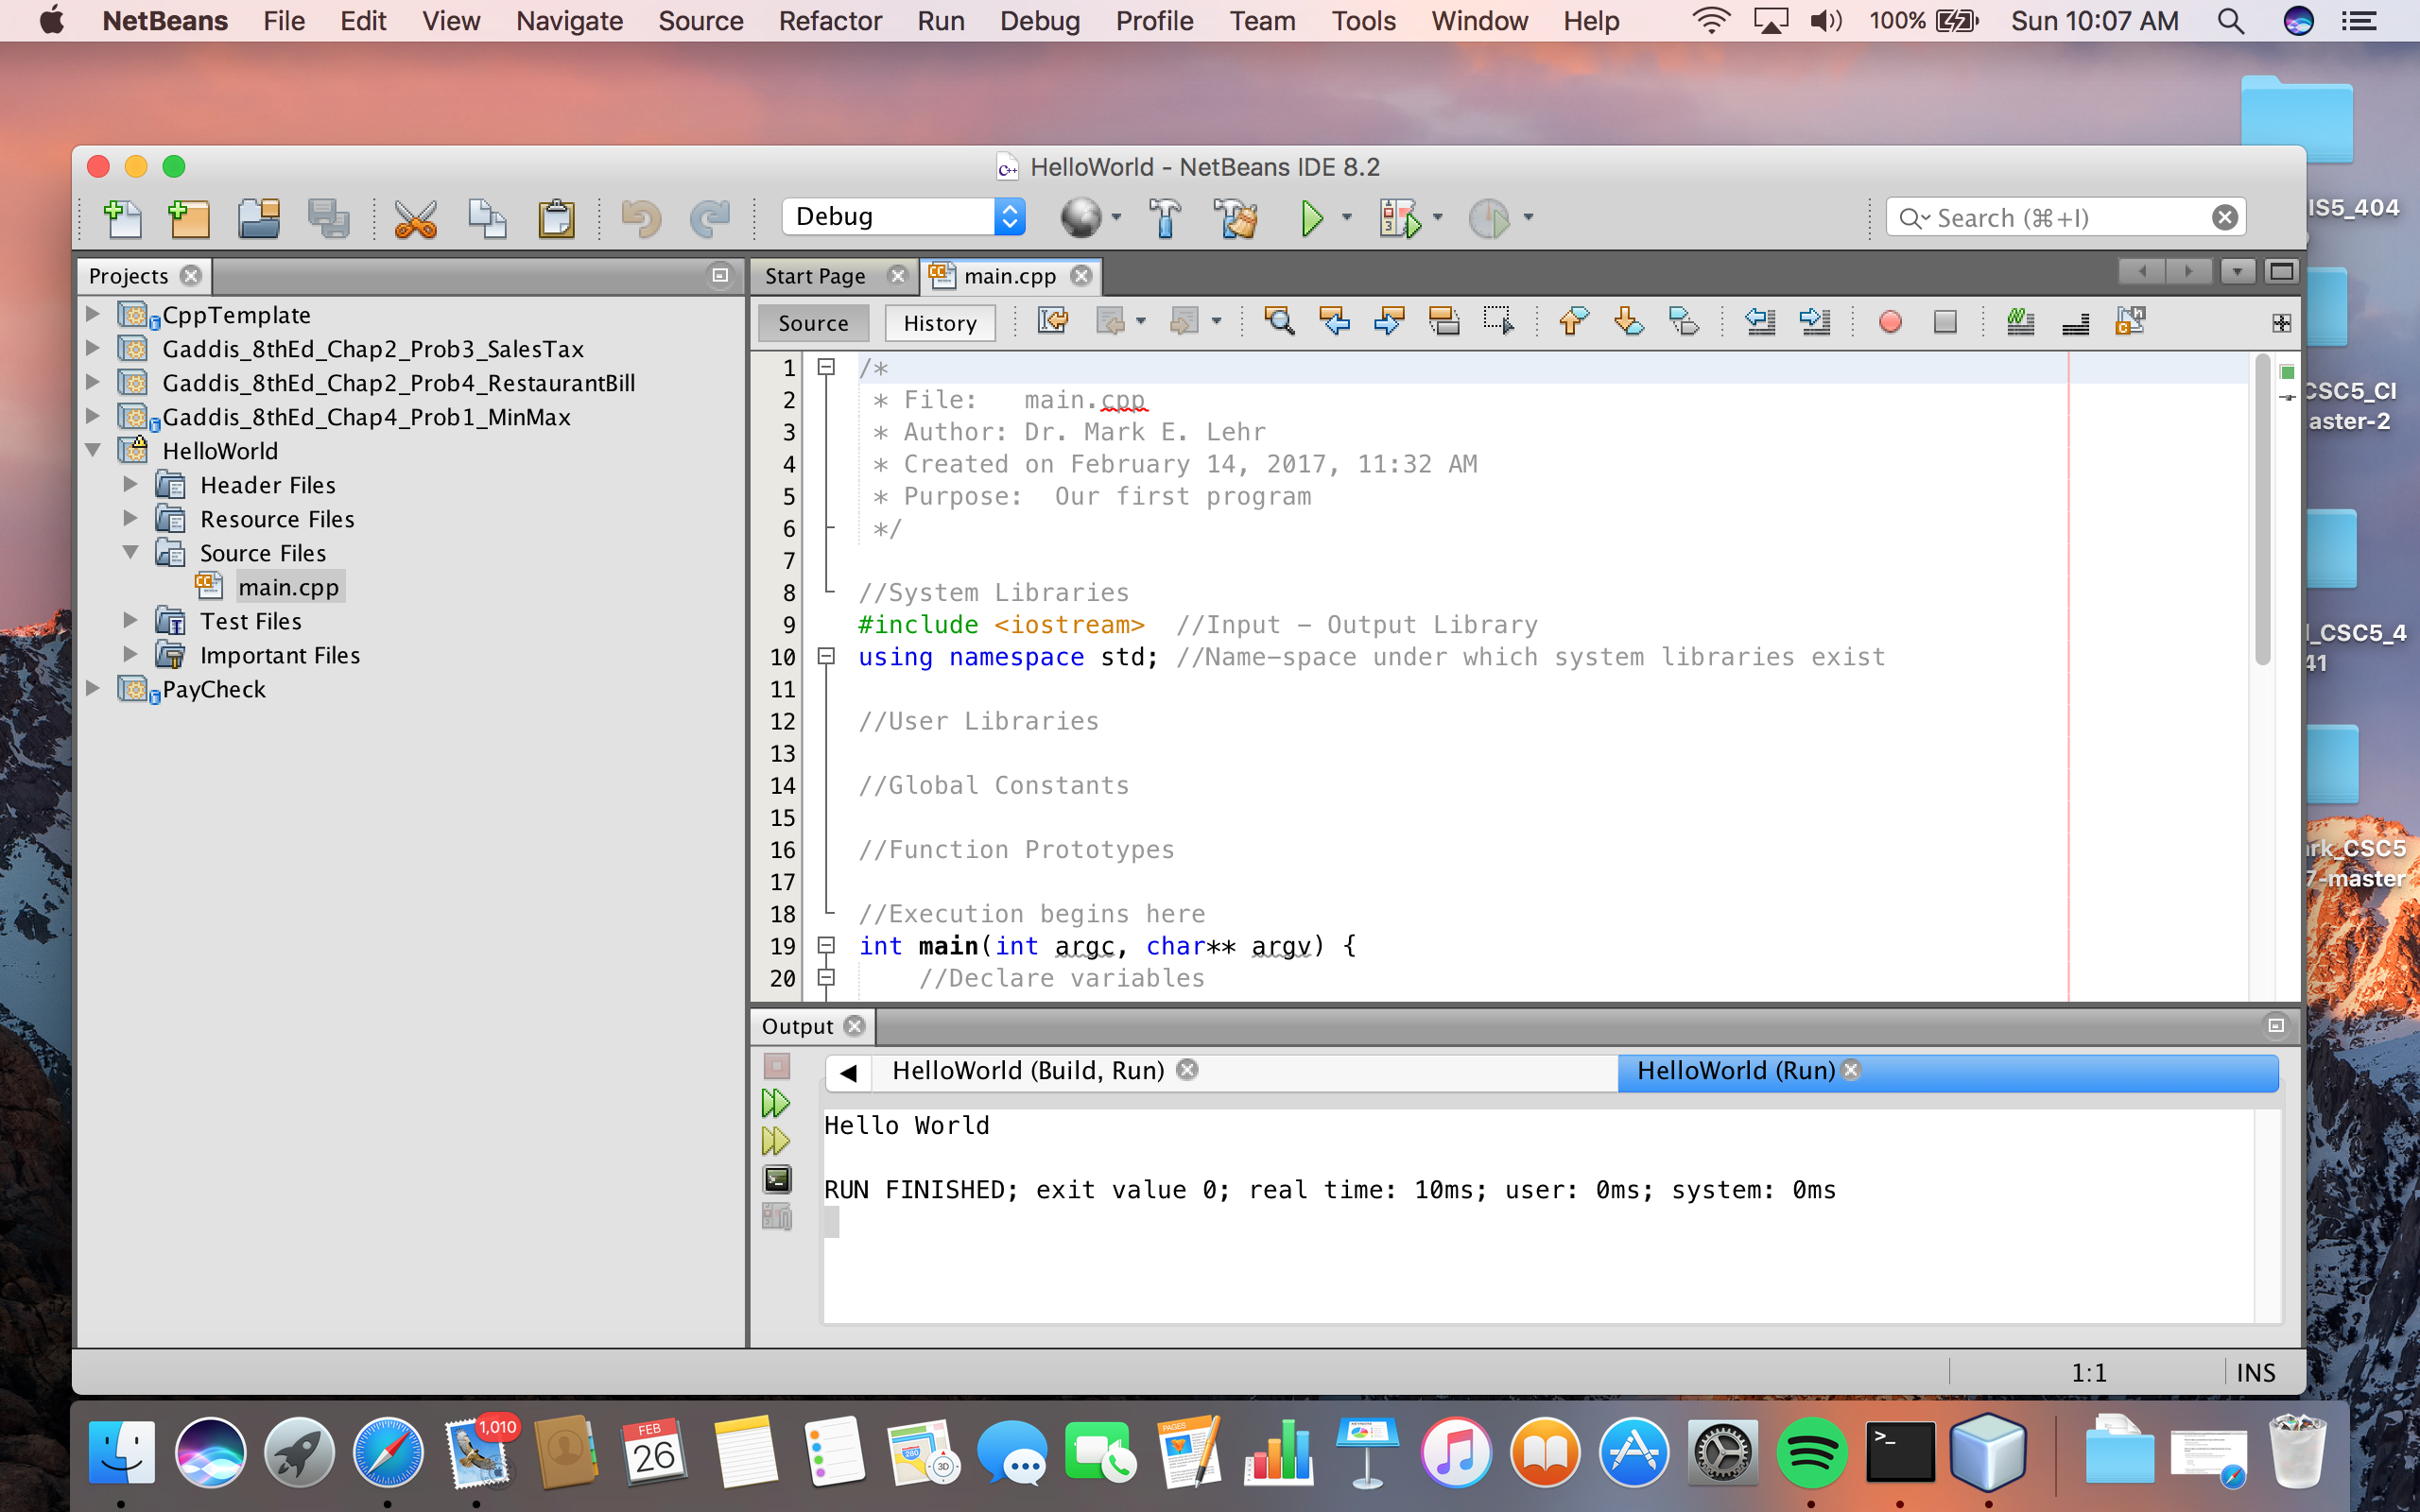 NetBeans File Edit View Navigate Source Refactor Run Debug Profile Team Tools Window Help 100% Sun 10:07 AM
HelloWorld - NetBeans IDE 8.2
Debug
Search (⌘+I)
Projects
CppTemplate
Gaddis_8thEd_Chap2_Prob3_SalesTax
Gaddis_8thEd_Chap2_Prob4_RestaurantBill
Gaddis_8thEd_Chap4_Prob1_MinMax
HelloWorld
Header Files
Resource Files
Source Files
main.cpp
Test Files
Important Files
PayCheck
Start Page main.cpp
Source History
1 /*
2 * File:   main.cpp
3 * Author: Dr. Mark E. Lehr
4 * Created on February 14, 2017, 11:32 AM
5 * Purpose:  Our first program
6 */
7
8 //System Libraries
9 #include <iostream>  //Input - Output Library
10 using namespace std; //Name-space under which system libraries exist
11
12 //User Libraries
13
14 //Global Constants
15
16 //Function Prototypes
17
18 //Execution begins here
19 int main(int argc, char** argv) {
20     //Declare variables
Output
HelloWorld (Build, Run) HelloWorld (Run)
Hello World
RUN FINISHED; exit value 0; real time: 10ms; user: 0ms; system: 0ms
1:1 INS
IS5_404
CSC5_CI
aster-2
_CSC5_4
41
rk_CSC5
7-master
1,010
FEB
26
280
3D
PAGES
>_